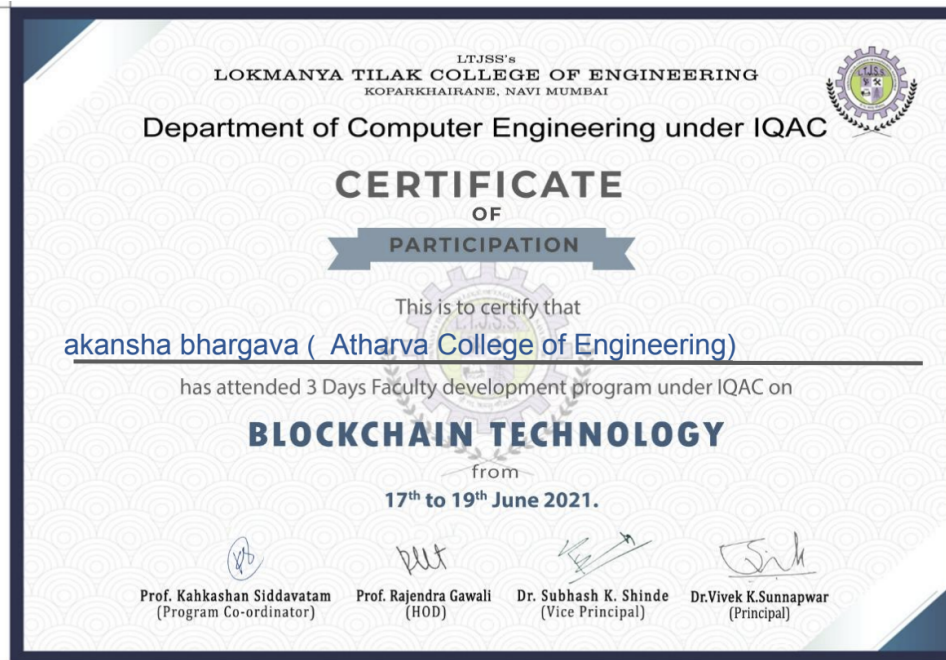 LTJSS's
LOKMANYA TILAK COLLEGE OF ENGINEERING
KOPARKHAIRANE, NAVI MUMBAI
LTJSS
Department of Computer Engineering under IQAC
CERTIFICATE
OF
PARTICIPATION
This is to certify that
L.T.J.S.S.
akansha bhargava ( Atharva College of Engineering)
has attended 3 Days Faculty development program under IQAC on
BLOCKCHAIN TECHNOLOGY
from
17th to 19th June 2021.
Prof. Kahkashan Siddavatam Prof. Rajendra Gawali Dr. Subhash K. Shinde Dr.Vivek K.Sunnapwar
(Program Co-ordinator) (HOD) (Vice Principal) (Principal)